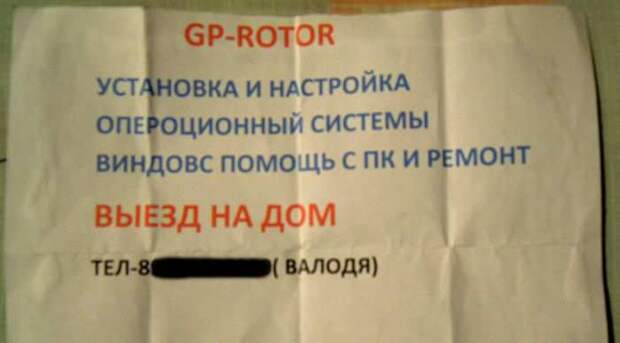 GP-ROTOR
УСТАНОВКА И НАСТРОЙКА
ОПЕРОЦИОННЫЙ СИСТЕМЫ
ВИНДОВС ПОМОЩЬ С ПК И РЕМОНТ
ВЫЕЗД НА ДОМ
ТЕЛ-8 ( ВАЛОДЯ)